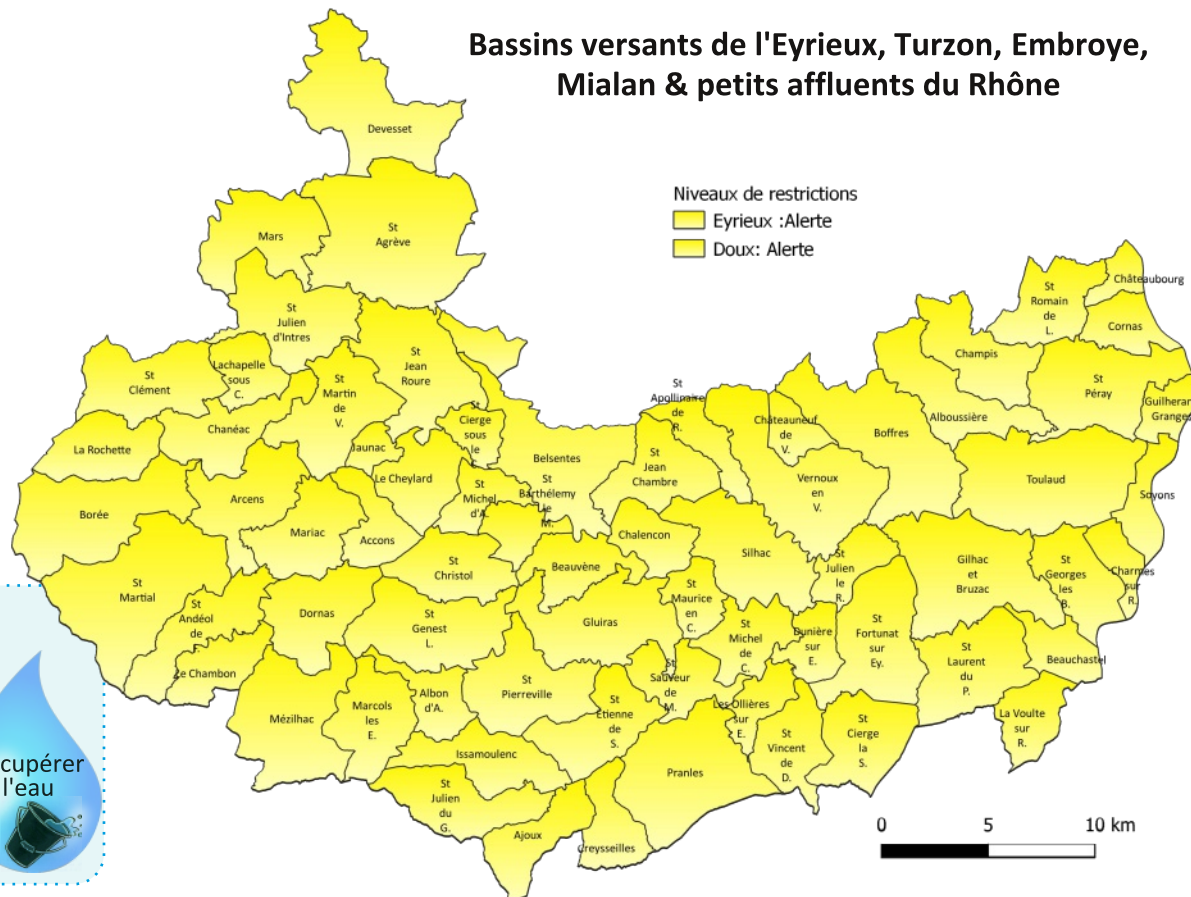 Bassins versants de l'Eyrieux, Turzon, Embroye,
Mialan & petits affluents du Rhône
Devesset
Niveaux de restrictions
Eyrieux :Alerte
Doux: Alerte
Mars
St
Agrève
Châteaubourg
St
Romain
de
L.
Cornas
St
Julien
d'Intres
St
Jean
Roure
Champis
St
Clément
Lachapelle
sous
C.
St
Martin
de
V.
St
Apollinaire
de
R.
St
Péray
Guilheran
Granges
Chanéac
St
Cierge
sous
le
Châteauneuf
de
V.
Boffres
Alboussière
La Rochette
Jaunac
Belsentes
St
Jean
Chambre
Vernoux
en
V.
Toulaud
Soyons
Le Cheylard
St
Michel
d'A.
St
Barthélemy
le
M.
Borée
Arcens
Mariac
Accons
Chalencon
Silhac
St
Julien
le
R.
Gilhac
et
Bruzac
St
Georges
les
B.
Charmes
sur
R.
St
Christol
Beauvène
St
Martial
St
Andéol
de
F.
Dornas
St
Genest
L.
Gluiras
St
Maurice
en
C.
St
Michel
de
C.
Dunière
sur
E.
St
Fortunat
sur
Ey.
St
Laurent
du
P.
Beauchastel
Le Chambon
Mézilhac
Marcols
les
E.
Albon
d'A.
St
Pierreville
St
Étienne
de
S.
St
Sauveur
de
M.
Les Ollières
sur
E.
St
Vincent
de
D.
St
Cierge
la
S.
La Voulte
sur
R.
Issamoulenc
Pranles
St
Julien
du
G.
Ajoux
Creysseilles
cupérer
l'eau
0 5 10 km